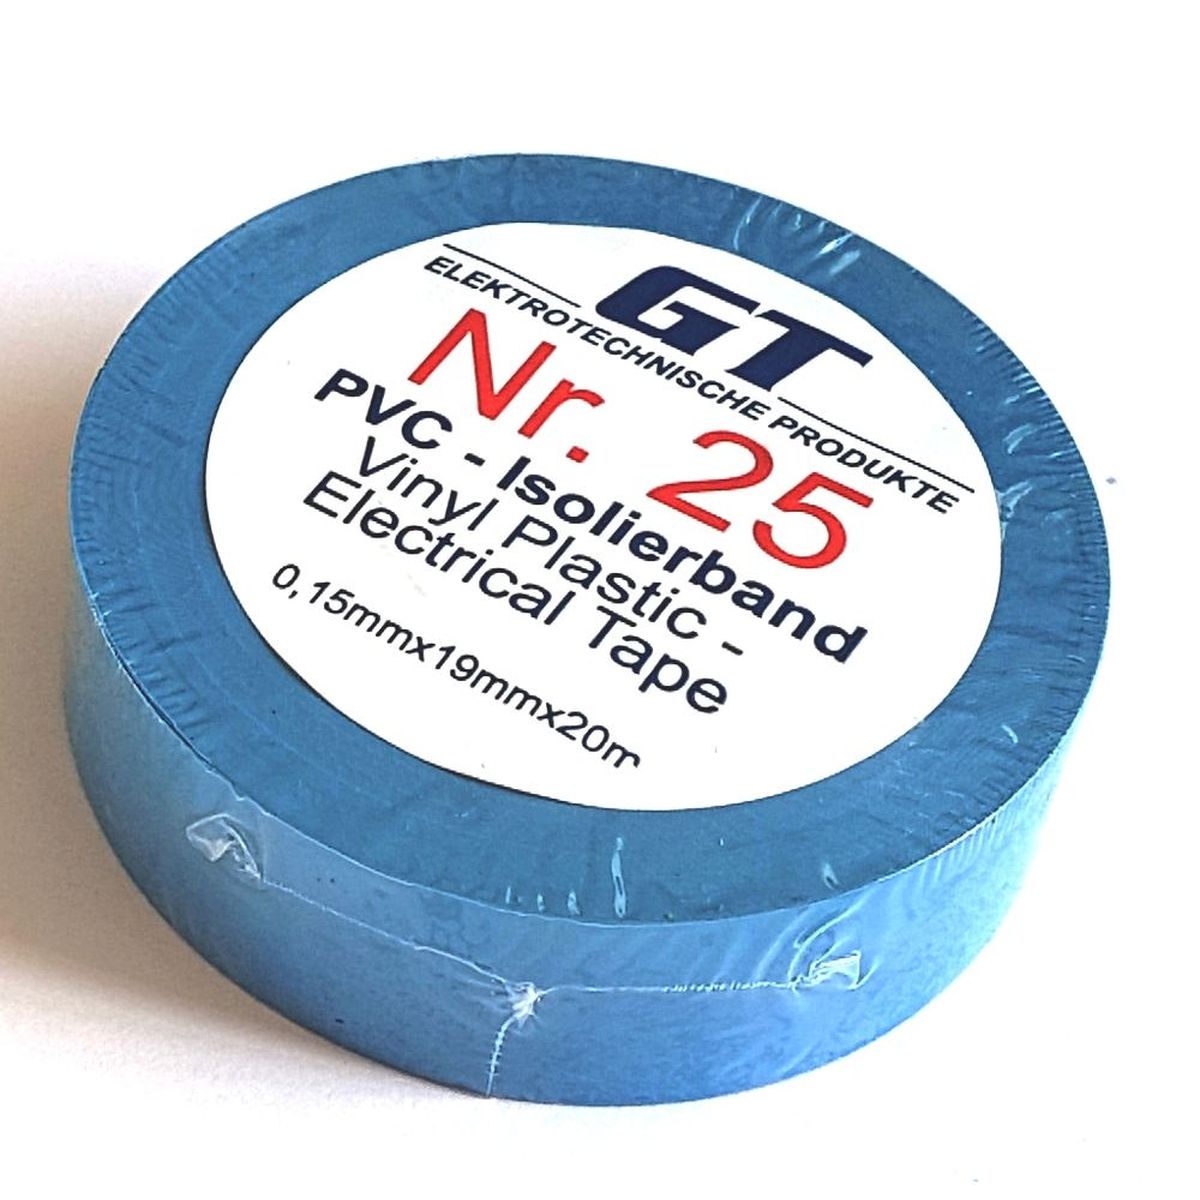 GT
ELEKTROTECHNISCHE PRODUKTE
Nr. 25
PVC - Isolierband
Vinyl Plastic -
Electrical Tape
0,15mmx19mmx20m